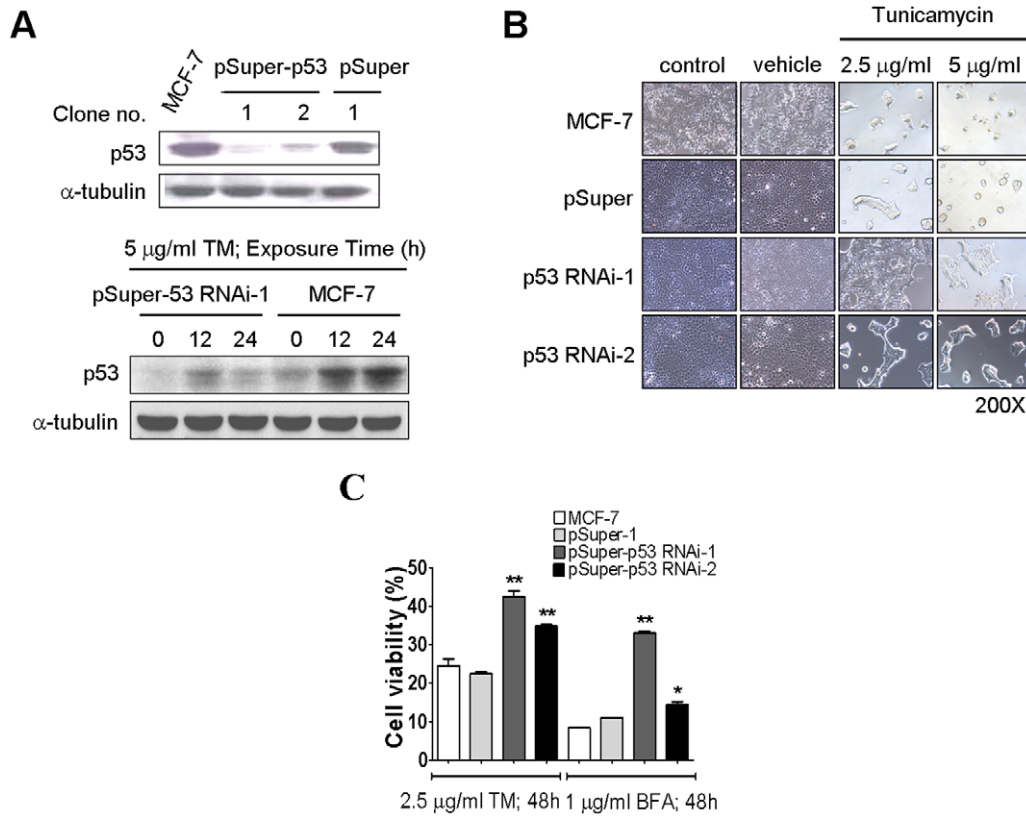 A
MCF-7
pSuper-p53 pSuper
Clone no. 1 2 1
p53
α-tubulin
5 μg/ml TM; Exposure Time (h)
pSuper-53 RNAi-1 MCF-7
0 12 24 0 12 24
p53
α-tubulin
B
Tunicamycin
control vehicle 2.5 μg/ml 5 μg/ml
MCF-7
pSuper
p53 RNAi-1
p53 RNAi-2
200X
C
MCF-7
pSuper-1
pSuper-p53 RNAi-1
pSuper-p53 RNAi-2
Cell viability (%)
50
40
30
20
10
0
** ** ** *
2.5 μg/ml TM; 48h 1 μg/ml BFA; 48h